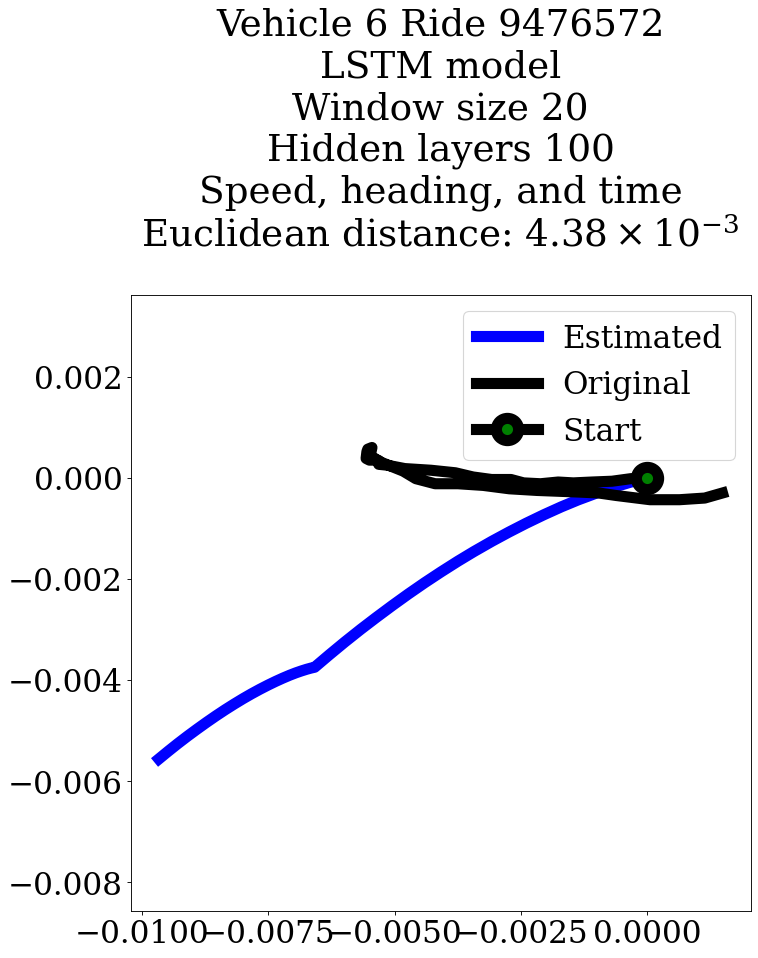 Vehicle 6 Ride 9476572
LSTM model
Window size 20
Hidden layers 100
Speed, heading, and time
Euclidean distance: 4.38 × 10⁻³
Estimated
Original
Start
0.002
0.000
−0.002
−0.004
−0.006
−0.008
−0.0100 −0.0075 −0.0050 −0.0025 0.0000